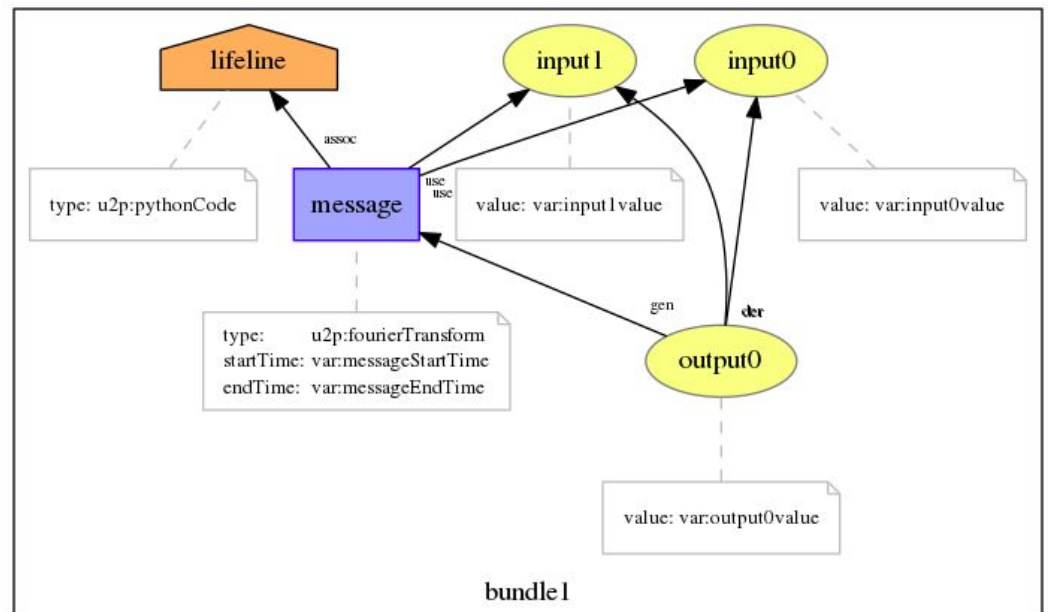 lifeline
input1
input0
assoc
use
use
type: u2p:pythonCode
message
value: var:input1value
value: var:input0value
gen
der
type: u2p:fourierTransform
startTime: var:messageStartTime
endTime: var:messageEndTime
output0
value: var:output0value
bundle1